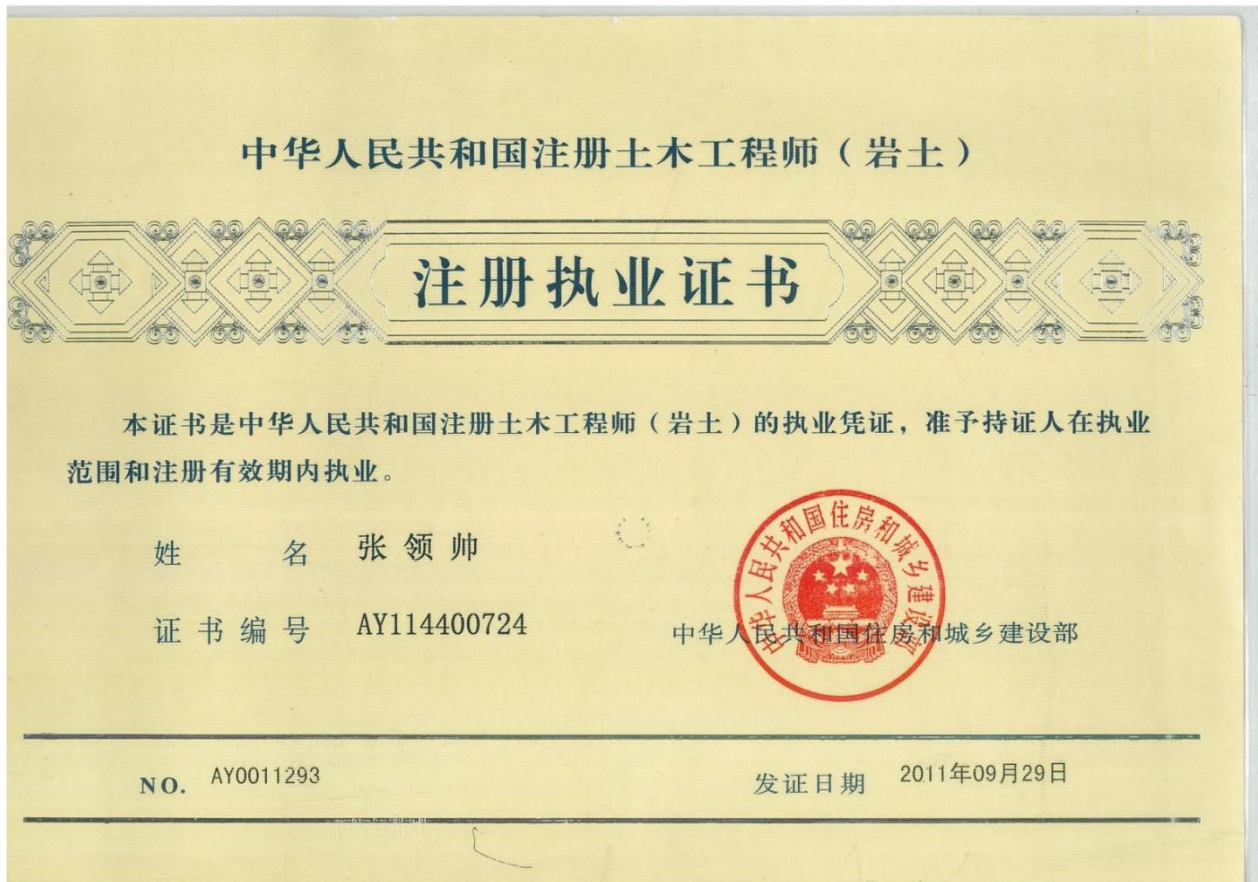 中华人民共和国注册土木工程师（岩土）
注册执业证书
本证书是中华人民共和国注册土木工程师（岩土）的执业凭证，准予持证人在执业
范围和注册有效期内执业。
姓 名 张领帅
证书编号 AY114400724
中华人民共和国住房和城乡建设部
中华人民共和国住房和城乡建设部
NO. AY0011293
发证日期 2011年09月29日